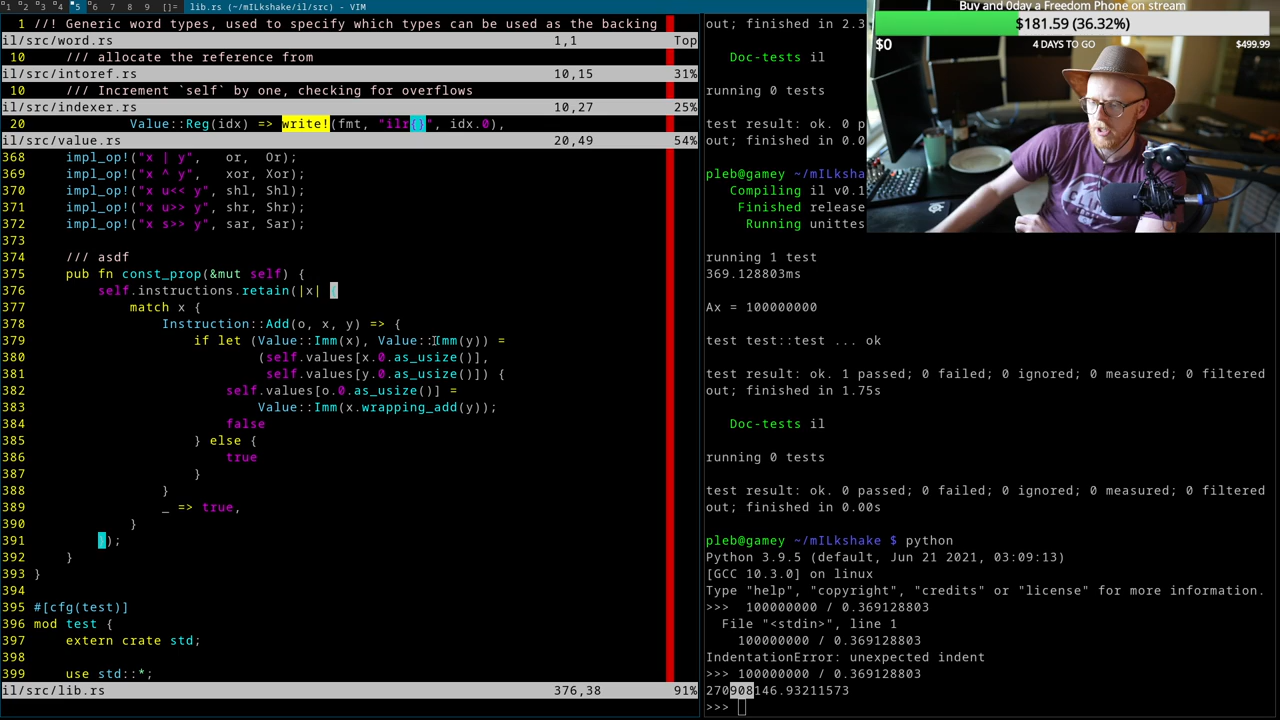 1 2 3 4 5 6 7 8 9 []= lib.rs (~/mILkshake/il/src) - VIM
1 //! Generic word types, used to specify which types can be used as the backing
il/src/word.rs 1,1 Top
10 /// allocate the reference from
il/src/intoref.rs 10,15 31%
10 /// Increment `self` by one, checking for overflows
il/src/indexer.rs 10,27 25%
20 Value::Reg(idx) => write!(fmt, "ilr{}", idx.0),
il/src/value.rs 20,49 54%
368 impl_op!("x | y", or, Or);
369 impl_op!("x ^ y", xor, Xor);
370 impl_op!("x u<< y", shl, Shl);
371 impl_op!("x u>> y", shr, Shr);
372 impl_op!("x s>> y", sar, Sar);
373
374 /// asdf
375 pub fn const_prop(&mut self) {
376 self.instructions.retain(|x| {
377 match x {
378 Instruction::Add(o, x, y) => {
379 if let (Value::Imm(x), Value::Imm(y)) =
380 (self.values[x.0.as_usize()],
381 self.values[y.0.as_usize()]) {
382 self.values[o.0.as_usize()] =
383 Value::Imm(x.wrapping_add(y));
384 false
385 } else {
386 true
387 }
388 }
389 _ => true,
390 }
391 });
392 }
393 }
394
395 #[cfg(test)]
396 mod test {
397 extern crate std;
398
399 use std::*;
il/src/lib.rs 376,38 91%
out; finished in 2.3
Doc-tests il
running 0 tests
test result: ok. 0 p
out; finished in 0.0
pleb@gamey ~/mILksha
Compiling il v0.1
Finished release
Running unittes
running 1 test
369.128803ms
Ax = 100000000
test test::test ... ok
test result: ok. 1 passed; 0 failed; 0 ignored; 0 measured; 0 filtered
out; finished in 1.75s
Doc-tests il
running 0 tests
test result: ok. 0 passed; 0 failed; 0 ignored; 0 measured; 0 filtered
out; finished in 0.00s
pleb@gamey ~/mILkshake $ python
Python 3.9.5 (default, Jun 21 2021, 03:09:13)
[GCC 10.3.0] on linux
Type "help", "copyright", "credits" or "license" for more information.
>>> 100000000 / 0.369128803
File "<stdin>", line 1
100000000 / 0.369128803
IndentationError: unexpected indent
>>> 100000000 / 0.369128803
270908146.93211573
>>>
Buy and 0day a Freedom Phone on stream
$181.59 (36.32%)
$0 4 DAYS TO GO $499.99